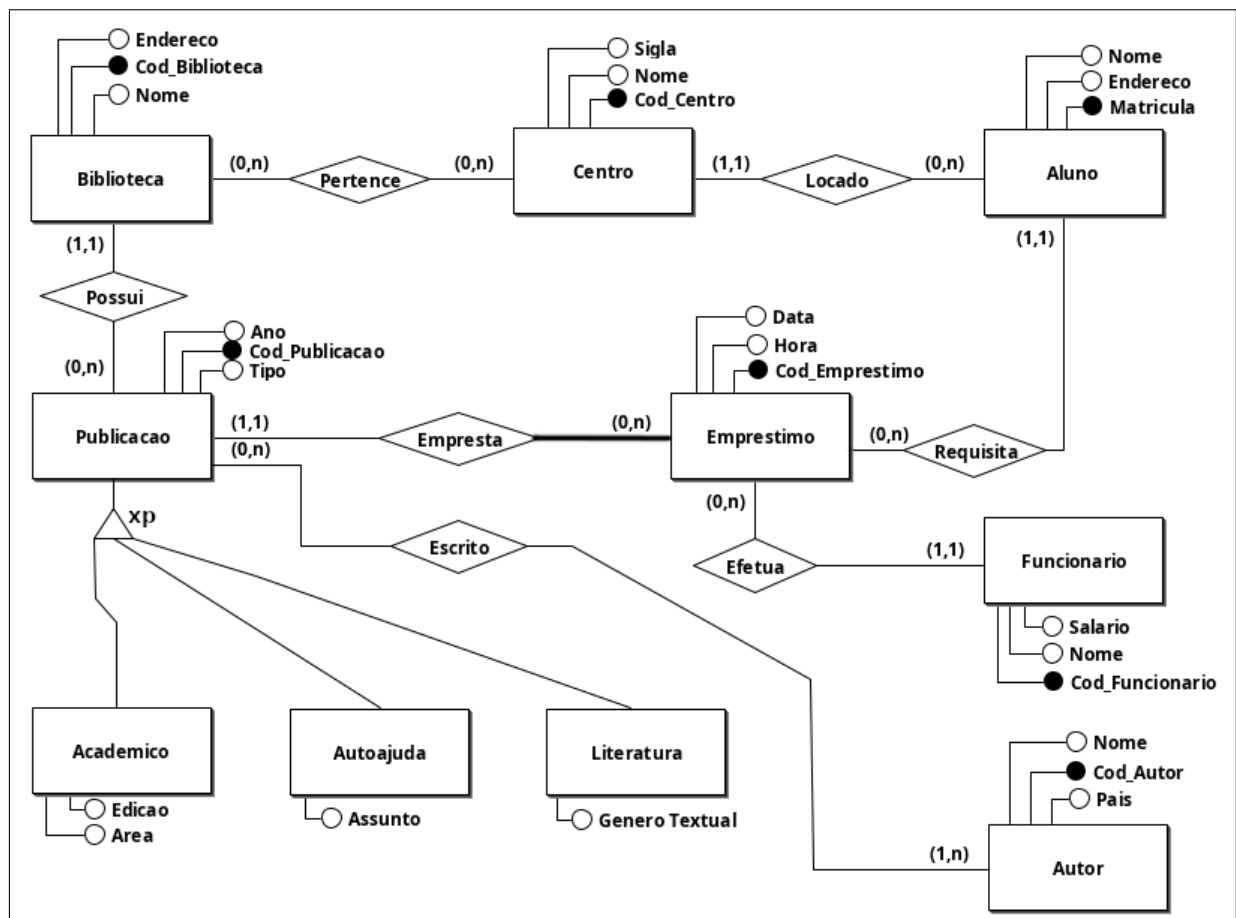 Endereco
Cod_Biblioteca
Nome
Biblioteca
(0,n)
Pertence
(0,n)
Sigla
Nome
Cod_Centro
Centro
(1,1)
Locado
(0,n)
Nome
Endereco
Matricula
Aluno
(1,1)
(1,1)
Possui
(0,n)
Ano
Cod_Publicacao
Tipo
Publicacao
(1,1)
(0,n)
Empresta
(0,n)
Data
Hora
Cod_Emprestimo
Emprestimo
(0,n)
Requisita
(0,n)
Efetua
(1,1)
Funcionario
Salario
Nome
Cod_Funcionario
xp
Escrito
Academico
Edicao
Area
Autoajuda
Assunto
Literatura
Genero Textual
Nome
Cod_Autor
Pais
(1,n)
Autor